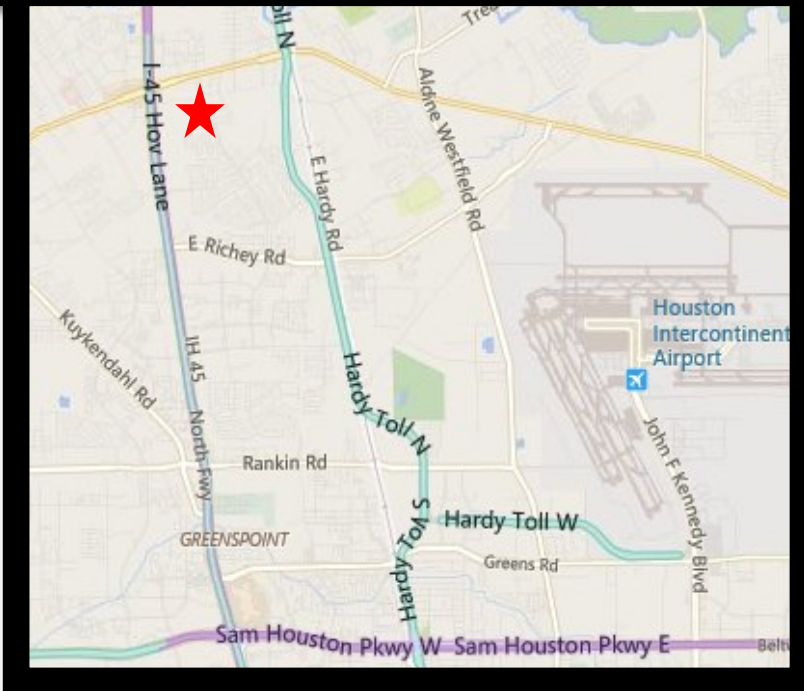 oll N
Trea
I-45 Hov Lane
Aldine Westfield Rd
E Hardy Rd
E Richey Rd
Houston
Intercontinent
Airport
Kuykendahl Rd
IH 45 North Fwy
Hardy Toll N
John F Kennedy Blvd
Rankin Rd
Hardy Toll S
Hardy Toll W
GREENSPOINT
Greens Rd
Sam Houston Pkwy W
Sam Houston Pkwy E
Beltw